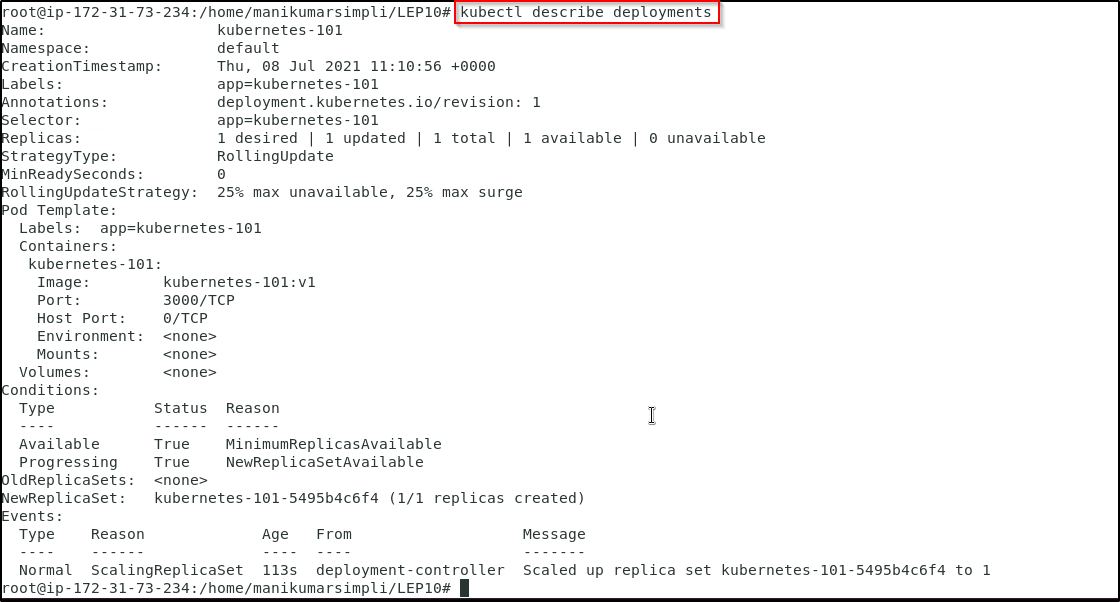 root@ip-172-31-73-234:/home/manikumarsimpli/LEP10# kubectl describe deployments
Name:                   kubernetes-101
Namespace:              default
CreationTimestamp:      Thu, 08 Jul 2021 11:10:56 +0000
Labels:                 app=kubernetes-101
Annotations:            deployment.kubernetes.io/revision: 1
Selector:               app=kubernetes-101
Replicas:               1 desired | 1 updated | 1 total | 1 available | 0 unavailable
StrategyType:           RollingUpdate
MinReadySeconds:        0
RollingUpdateStrategy:  25% max unavailable, 25% max surge
Pod Template:
  Labels:  app=kubernetes-101
  Containers:
   kubernetes-101:
    Image:        kubernetes-101:v1
    Port:         3000/TCP
    Host Port:    0/TCP
    Environment:  <none>
    Mounts:       <none>
  Volumes:        <none>
Conditions:
  Type           Status  Reason
  ----           ------  ------
  Available      True    MinimumReplicasAvailable
  Progressing    True    NewReplicaSetAvailable
OldReplicaSets:  <none>
NewReplicaSet:   kubernetes-101-5495b4c6f4 (1/1 replicas created)
Events:
  Type    Reason             Age   From                   Message
  ----    ------             ----  ----                   -------
  Normal  ScalingReplicaSet  113s  deployment-controller  Scaled up replica set kubernetes-101-5495b4c6f4 to 1
root@ip-172-31-73-234:/home/manikumarsimpli/LEP10#